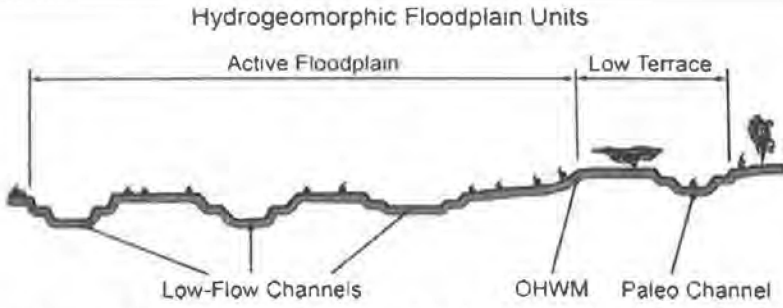 Hydrogeomorphic Floodplain Units
Active Floodplain
Low Terrace
Low-Flow Channels
OHWM
Paleo Channel